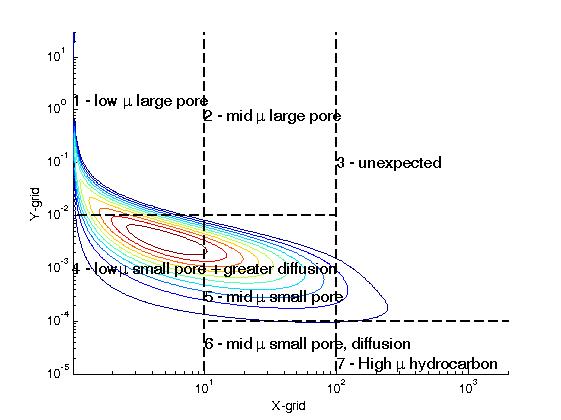 10^1
1 - low μ large pore
10^0
2 - mid μ large pore
3 - unexpected
10^-1
Y-grid
10^-2
10^-3
4 - lowμ small pore + greater diffusion
5 - mid μ small pore
10^-4
6 - mid μ small pore, diffusion
7 - High μ hydrocarbon
10^-5
10^1
10^2
10^3
X-grid